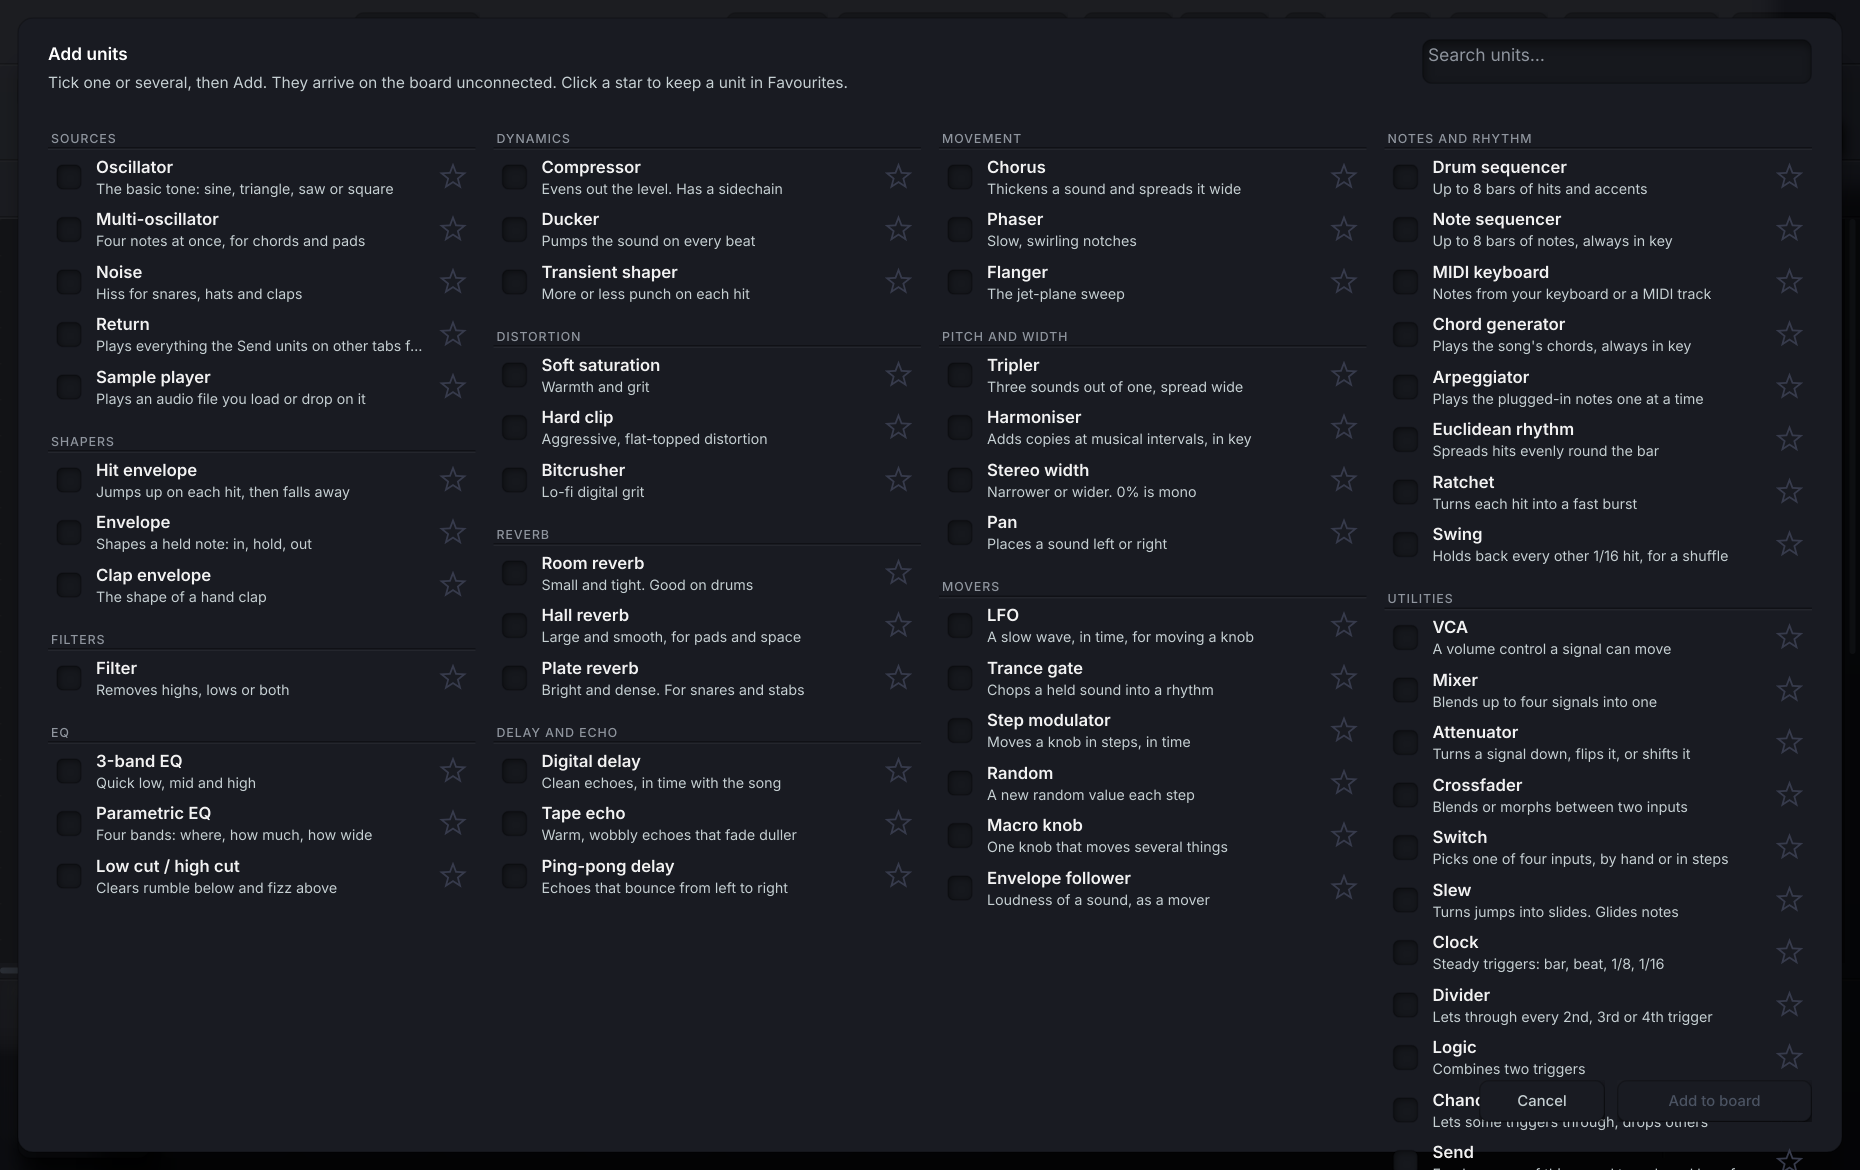 Add units
Search units...
Tick one or several, then Add. They arrive on the board unconnected. Click a star to keep a unit in Favourites.
SOURCES
Oscillator
The basic tone: sine, triangle, saw or square
Multi-oscillator
Four notes at once, for chords and pads
Noise
Hiss for snares, hats and claps
Return
Plays everything the Send units on other tabs f...
Sample player
Plays an audio file you load or drop on it
SHAPERS
Hit envelope
Jumps up on each hit, then falls away
Envelope
Shapes a held note: in, hold, out
Clap envelope
The shape of a hand clap
FILTERS
Filter
Removes highs, lows or both
EQ
3-band EQ
Quick low, mid and high
Parametric EQ
Four bands: where, how much, how wide
Low cut / high cut
Clears rumble below and fizz above
DYNAMICS
Compressor
Evens out the level. Has a sidechain
Ducker
Pumps the sound on every beat
Transient shaper
More or less punch on each hit
DISTORTION
Soft saturation
Warmth and grit
Hard clip
Aggressive, flat-topped distortion
Bitcrusher
Lo-fi digital grit
REVERB
Room reverb
Small and tight. Good on drums
Hall reverb
Large and smooth, for pads and space
Plate reverb
Bright and dense. For snares and stabs
DELAY AND ECHO
Digital delay
Clean echoes, in time with the song
Tape echo
Warm, wobbly echoes that fade duller
Ping-pong delay
Echoes that bounce from left to right
MOVEMENT
Chorus
Thickens a sound and spreads it wide
Phaser
Slow, swirling notches
Flanger
The jet-plane sweep
PITCH AND WIDTH
Tripler
Three sounds out of one, spread wide
Harmoniser
Adds copies at musical intervals, in key
Stereo width
Narrower or wider. 0% is mono
Pan
Places a sound left or right
MOVERS
LFO
A slow wave, in time, for moving a knob
Trance gate
Chops a held sound into a rhythm
Step modulator
Moves a knob in steps, in time
Random
A new random value each step
Macro knob
One knob that moves several things
Envelope follower
Loudness of a sound, as a mover
NOTES AND RHYTHM
Drum sequencer
Up to 8 bars of hits and accents
Note sequencer
Up to 8 bars of notes, always in key
MIDI keyboard
Notes from your keyboard or a MIDI track
Chord generator
Plays the song's chords, always in key
Arpeggiator
Plays the plugged-in notes one at a time
Euclidean rhythm
Spreads hits evenly round the bar
Ratchet
Turns each hit into a fast burst
Swing
Holds back every other 1/16 hit, for a shuffle
UTILITIES
VCA
A volume control a signal can move
Mixer
Blends up to four signals into one
Attenuator
Turns a signal down, flips it, or shifts it
Crossfader
Blends or morphs between two inputs
Switch
Picks one of four inputs, by hand or in steps
Slew
Turns jumps into slides. Glides notes
Clock
Steady triggers: bar, beat, 1/8, 1/16
Divider
Lets through every 2nd, 3rd or 4th trigger
Logic
Combines two triggers
Lets some triggers through, drops others
Send
Cancel
Add to board